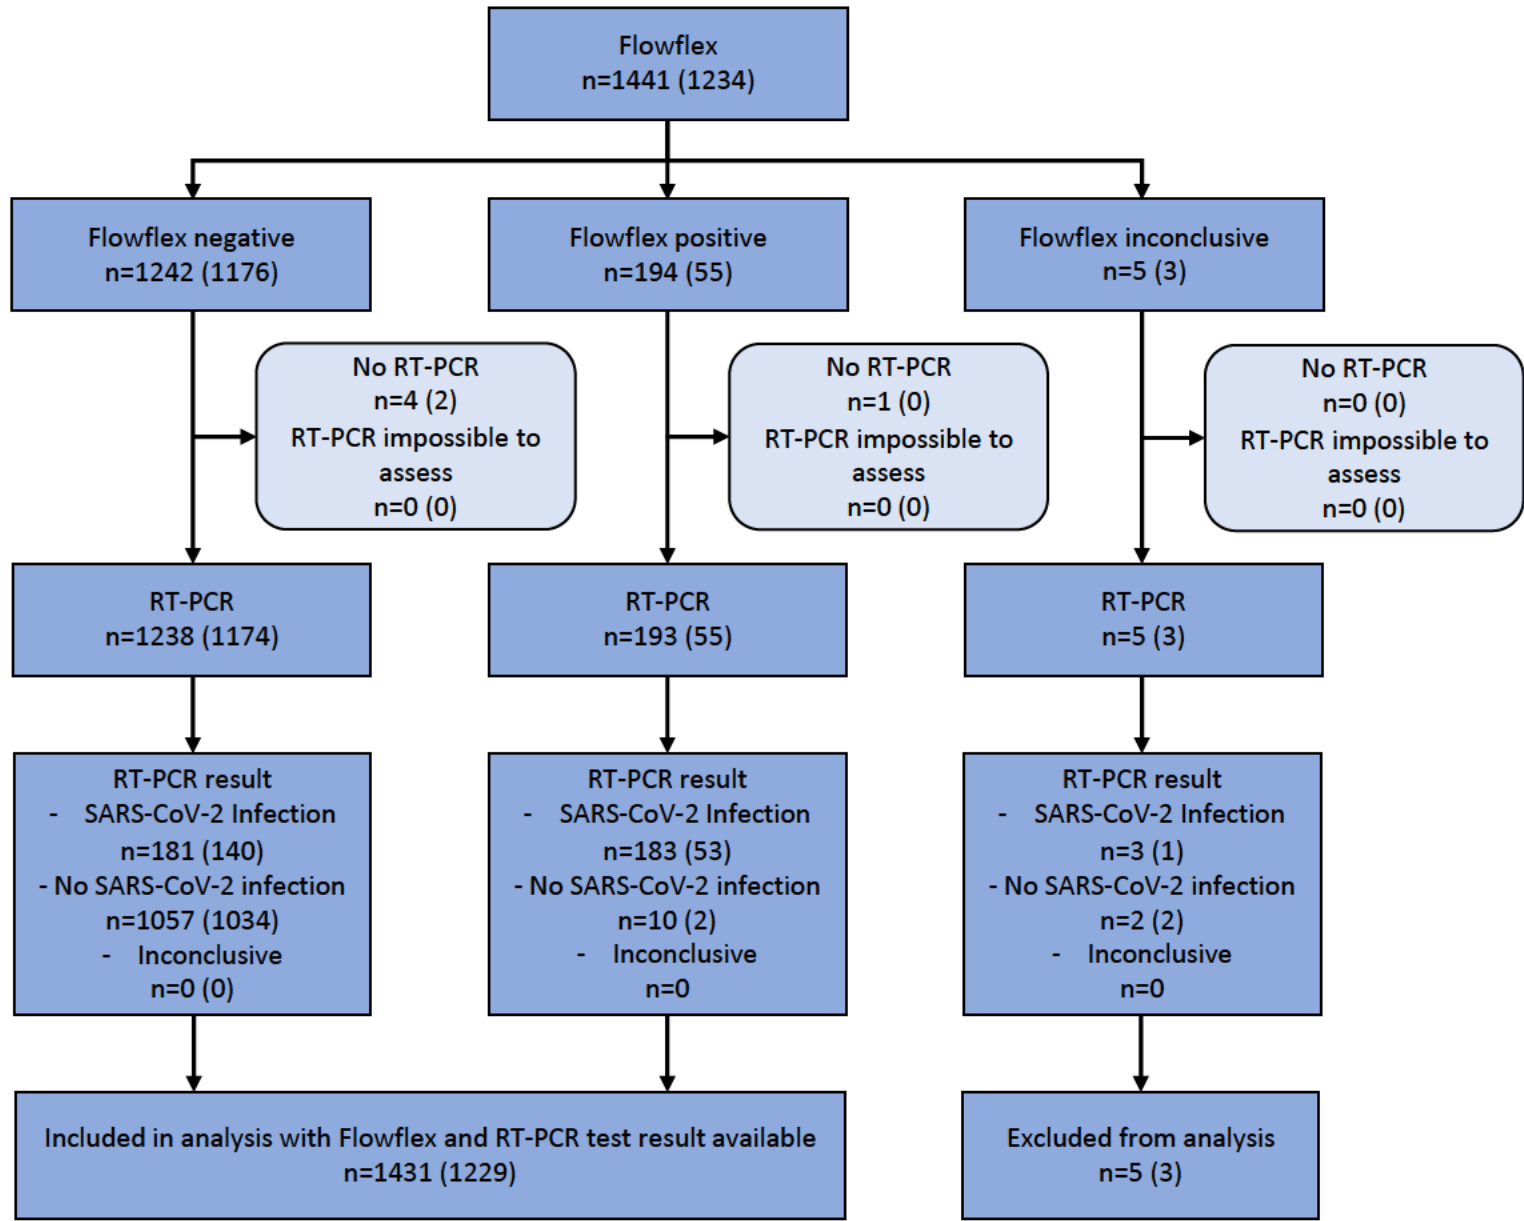 Flowflex
n=1441 (1234)
Flowflex negative
n=1242 (1176)
Flowflex positive
n=194 (55)
Flowflex inconclusive
n=5 (3)
No RT-PCR
n=4 (2)
RT-PCR impossible to
assess
n=0 (0)
No RT-PCR
n=1 (0)
RT-PCR impossible to
assess
n=0 (0)
No RT-PCR
n=0 (0)
RT-PCR impossible to
assess
n=0 (0)
RT-PCR
n=1238 (1174)
RT-PCR
n=193 (55)
RT-PCR
n=5 (3)
RT-PCR result
- SARS-CoV-2 Infection
n=181 (140)
- No SARS-CoV-2 infection
n=1057 (1034)
- Inconclusive
n=0 (0)
RT-PCR result
- SARS-CoV-2 Infection
n=183 (53)
- No SARS-CoV-2 infection
n=10 (2)
- Inconclusive
n=0
RT-PCR result
- SARS-CoV-2 Infection
n=3 (1)
- No SARS-CoV-2 infection
n=2 (2)
- Inconclusive
n=0
Included in analysis with Flowflex and RT-PCR test result available
n=1431 (1229)
Excluded from analysis
n=5 (3)